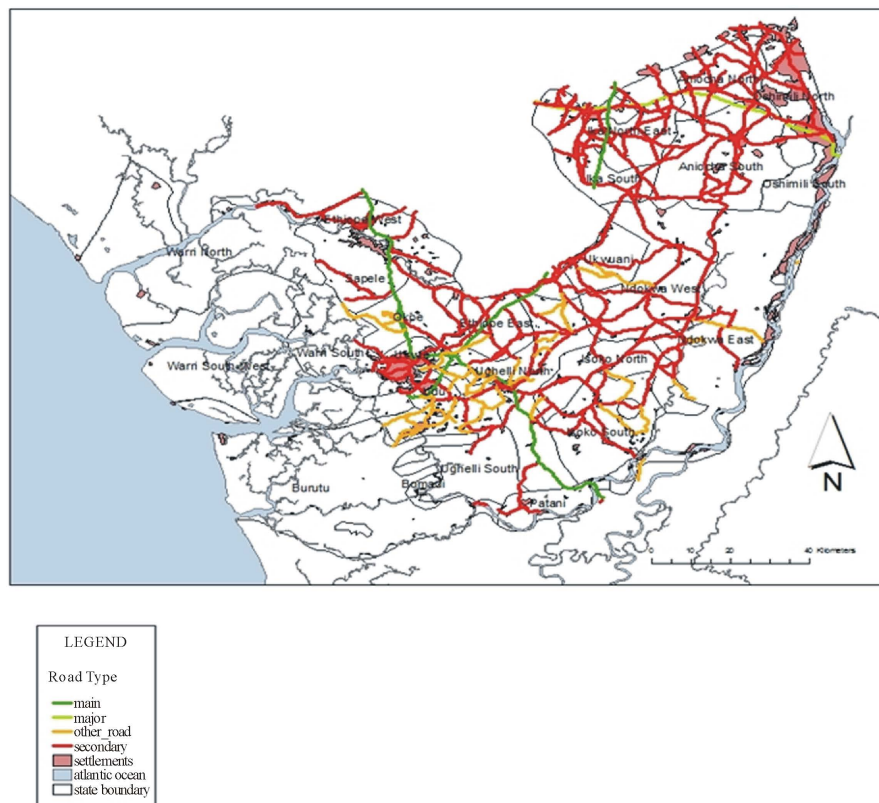 Aniocha North
Oshimili North
Ika North East
Aniocha South
Ika South
Oshimili South
Ethiope West
Warri North
Ukwuani
Sapele
Ndokwa West
Okpe
Ethiope East
Ndokwa East
Warri South
Isoko North
Warri South-West
Ughelli North
Isoko South
Ughelli South
Burutu
Bomadi
Patani
N
0 10 20 40 Kilometers
LEGEND
Road Type
main
major
other_road
secondary
settlements
atlantic ocean
state boundary